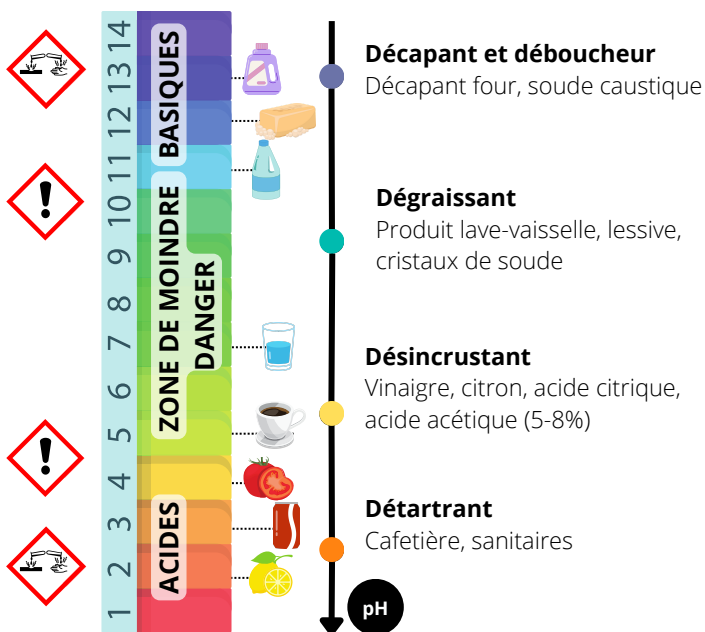 14
13
12
11
10
9
8
7
6
5
4
3
2
1
BASIQUES
ZONE DE MOINDRE
DANGER
ACIDES
Décapant et déboucheur
Décapant four, soude caustique
Dégraissant
Produit lave-vaisselle, lessive,
cristaux de soude
Désincrustant
Vinaigre, citron, acide citrique,
acide acétique (5-8%)
Détartrant
Cafetière, sanitaires
pH